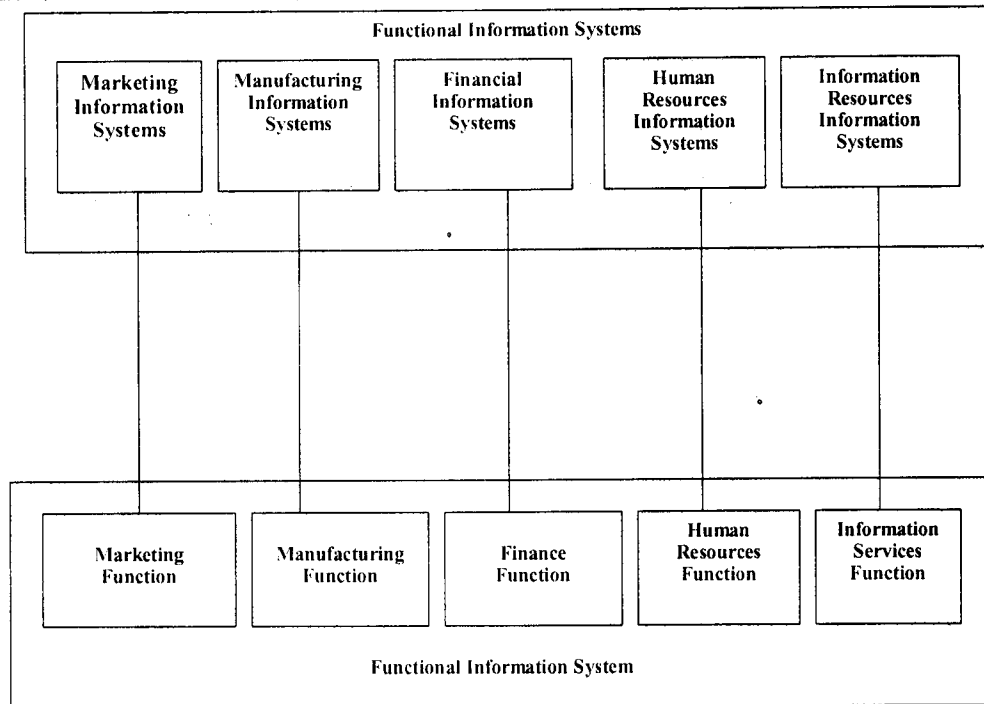 Functional Information Systems
Marketing
Information
Systems
Manufacturing
Information
Systems
Financial
Information
Systems
Human
Resources
Information
Systems
Information
Resources
Information
Systems
Marketing
Function
Manufacturing
Function
Finance
Function
Human
Resources
Function
Information
Services
Function
Functional Information System